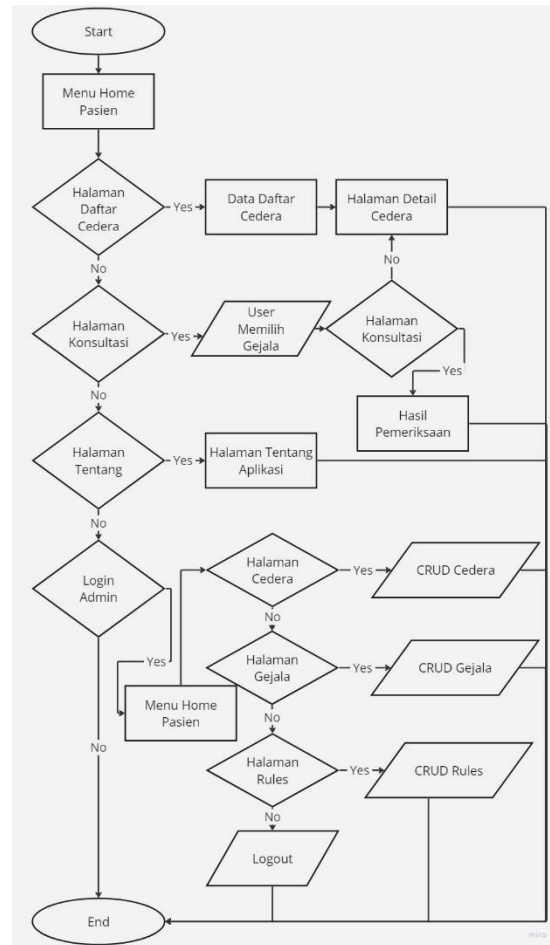 Start
Menu Home
Pasien
Halaman
Daftar
Cedera
Yes
Data Daftar
Cedera
Halaman Detail
Cedera
No
No
Halaman
Konsultasi
Yes
User
Memilih
Gejala
Halaman
Konsultasi
Yes
No
Hasil
Pemeriksaan
Halaman
Tentang
Yes
Halaman Tentang
Aplikasi
No
Login
Admin
Yes
No
Menu Home
Pasien
Halaman
Cedera
Yes
CRUD Cedera
No
Halaman
Gejala
Yes
CRUD Gejala
No
Halaman
Rules
Yes
CRUD Rules
No
Logout
End
miro